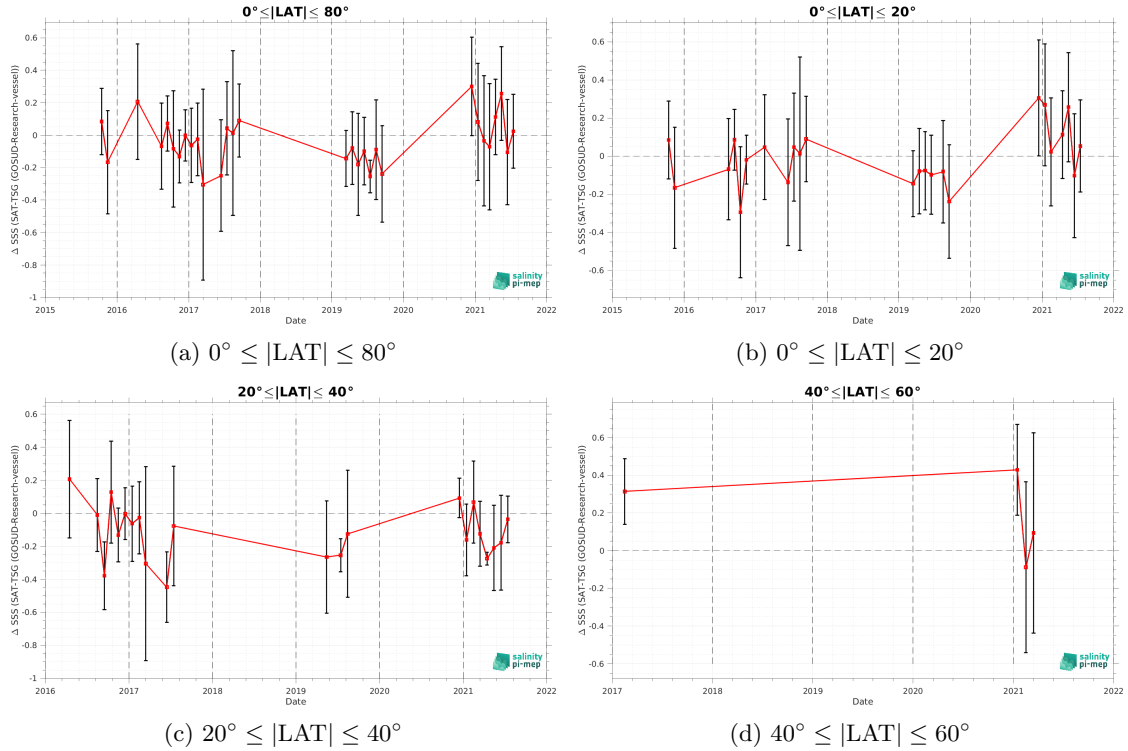 0°≤|LAT|≤ 80°
Δ SSS (SAT-TSG (GOSUD-Research-vessel))
0.6
0.4
0.2
0
-0.2
-0.4
-0.6
-0.8
-1
2015 2016 2017 2018 2019 2020 2021 2022
Date
salinity
pi-mep
(a) 0° ≤ |LAT| ≤ 80°
0°≤|LAT|≤ 20°
Δ SSS (SAT-TSG (GOSUD-Research-vessel))
0.6
0.4
0.2
0
-0.2
-0.4
-0.6
2015 2016 2017 2018 2019 2020 2021 2022
Date
salinity
pi-mep
(b) 0° ≤ |LAT| ≤ 20°
20°≤|LAT|≤ 40°
Δ SSS (SAT-TSG (GOSUD-Research-vessel))
0.6
0.4
0.2
0
-0.2
-0.4
-0.6
-0.8
-1
2016 2017 2018 2019 2020 2021 2022
Date
salinity
pi-mep
(c) 20° ≤ |LAT| ≤ 40°
40°≤|LAT|≤ 60°
Δ SSS (SAT-TSG (GOSUD-Research-vessel))
0.6
0.4
0.2
0
-0.2
-0.4
-0.6
2017 2018 2019 2020 2021 2022
Date
salinity
pi-mep
(d) 40° ≤ |LAT| ≤ 60°